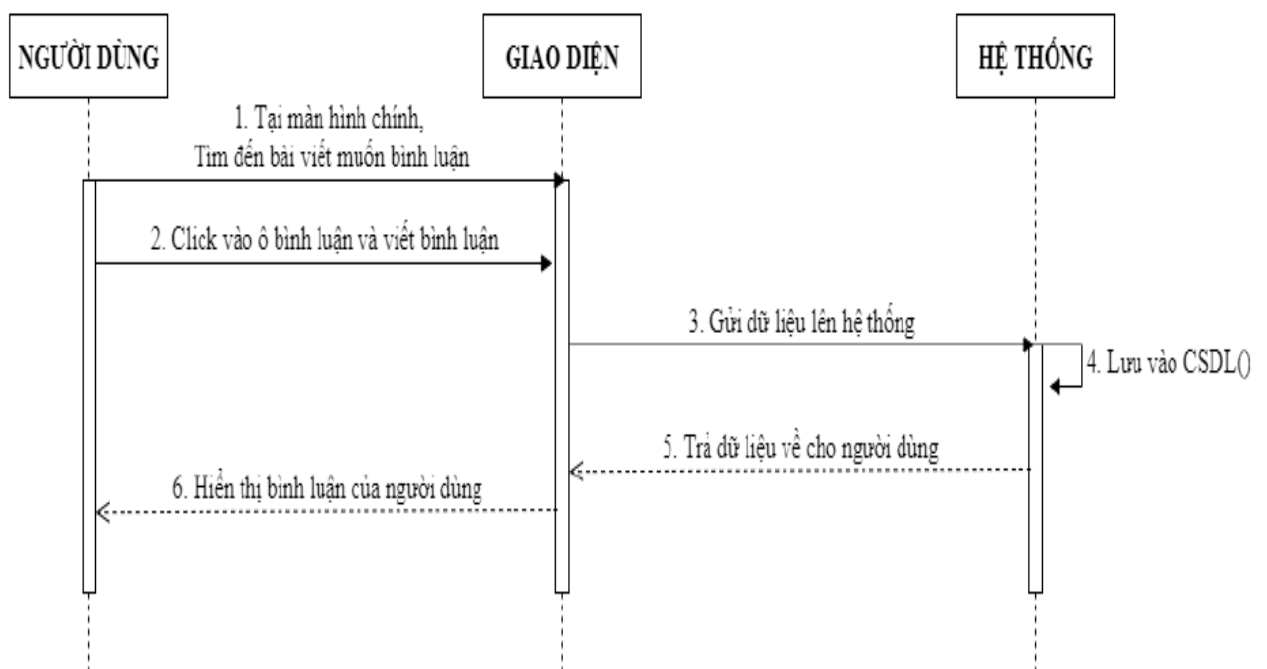 NGƯỜI DÙNG
GIAO DIỆN
HỆ THỐNG
1. Tại màn hình chính,
Tìm đến bài viết muốn bình luận
2. Click vào ô bình luận và viết bình luận
3. Gửi dữ liệu lên hệ thống
4. Lưu vào CSDL()
5. Trả dữ liệu về cho người dùng
6. Hiển thị bình luận của người dùng